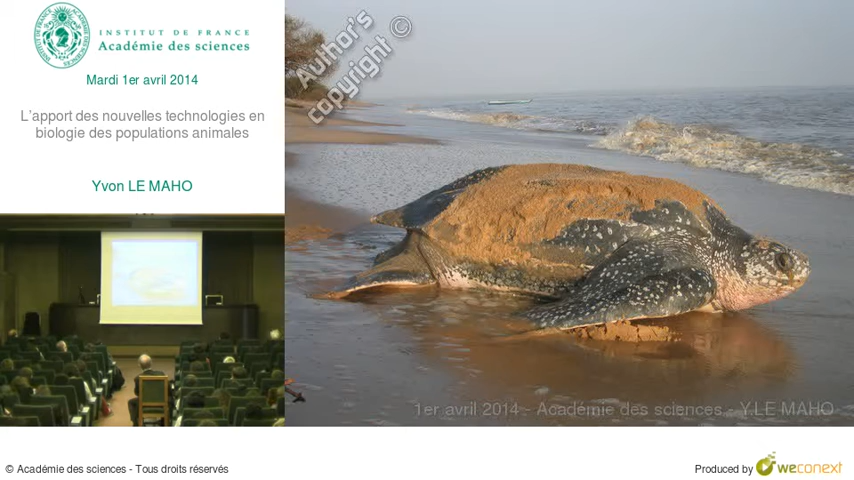 INSTITUT DE FRANCE
Académie des sciences
Mardi 1er avril 2014
L'apport des nouvelles technologies en
biologie des populations animales
Yvon LE MAHO
Author's
copyright ©
1er avril 2014 - Académie des sciences - Y.LE MAHO
© Académie des sciences - Tous droits réservés
Produced by weconext